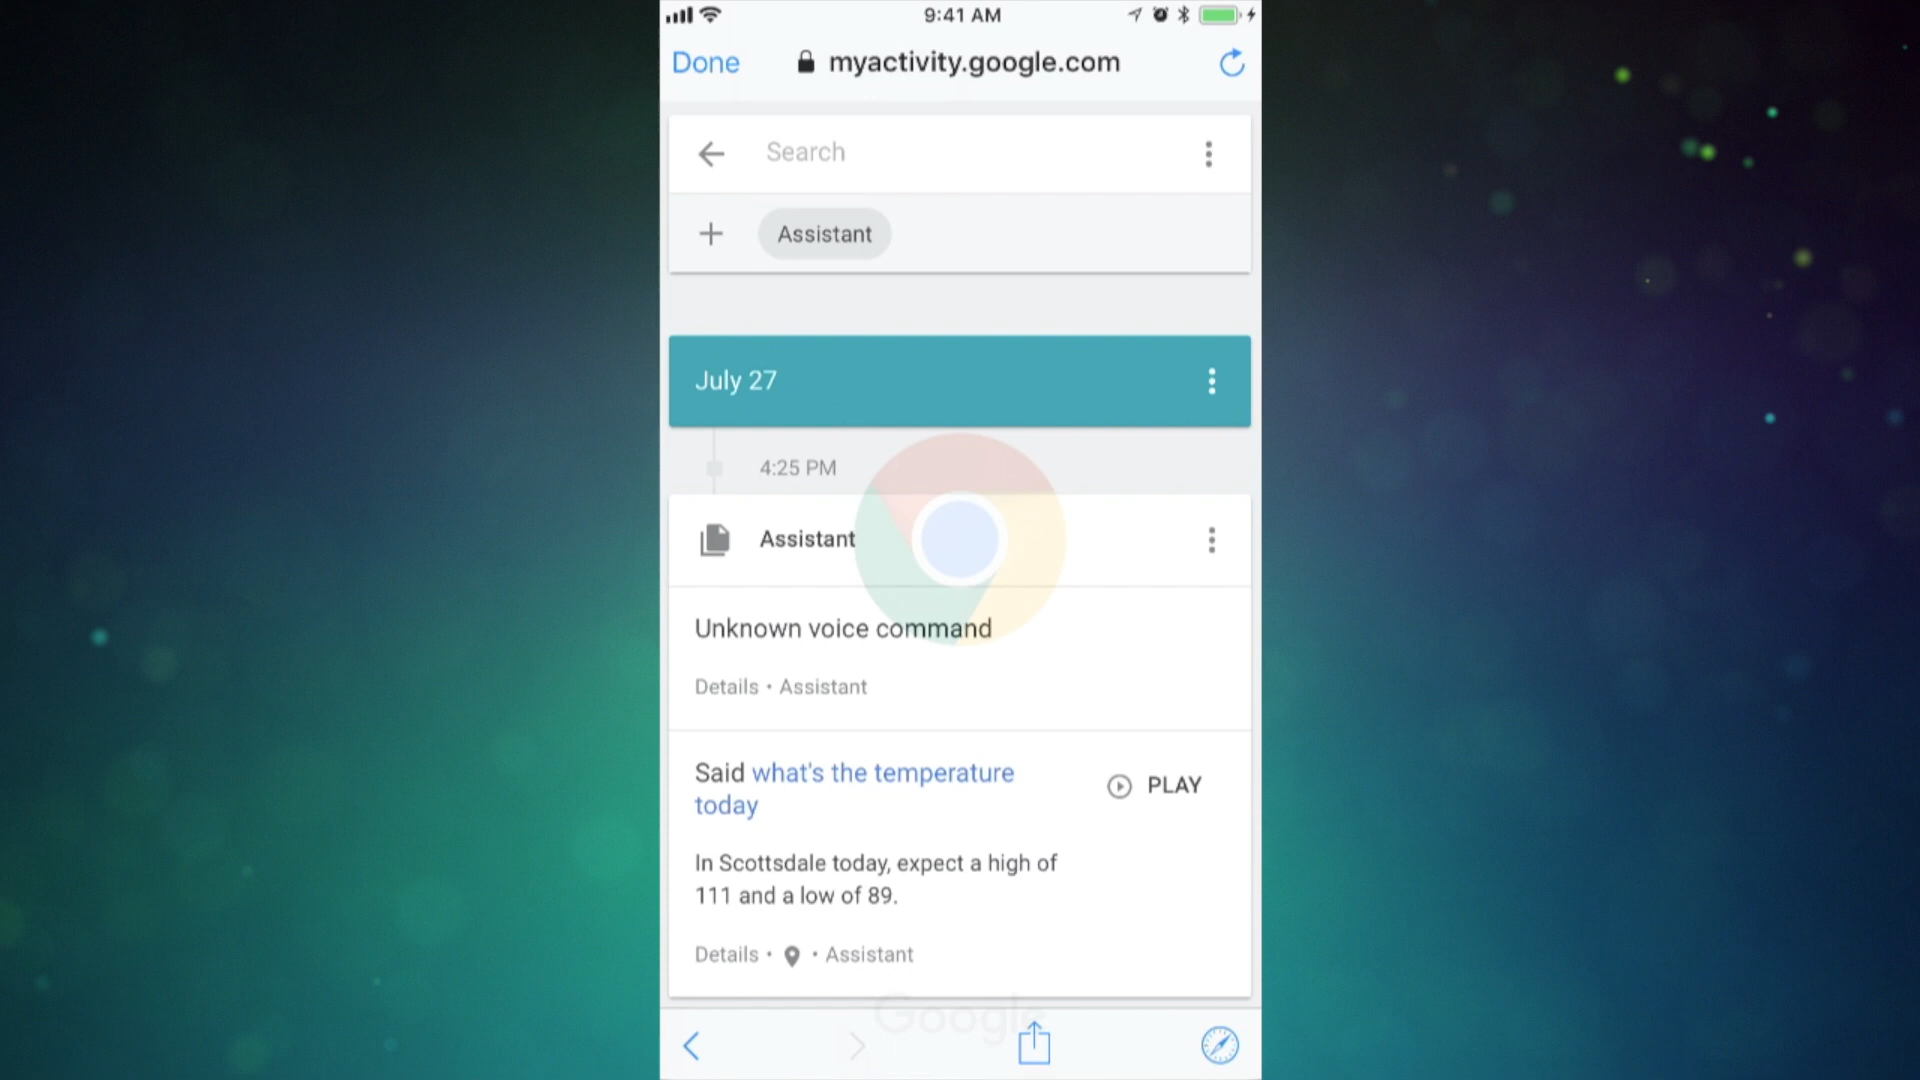 9:41 AM
Done
myactivity.google.com
Search
Assistant
July 27
4:25 PM
Assistant
Unknown voice command
Details • Assistant
Said what's the temperature
today
PLAY
In Scottsdale today, expect a high of
111 and a low of 89.
Details • • Assistant
Google